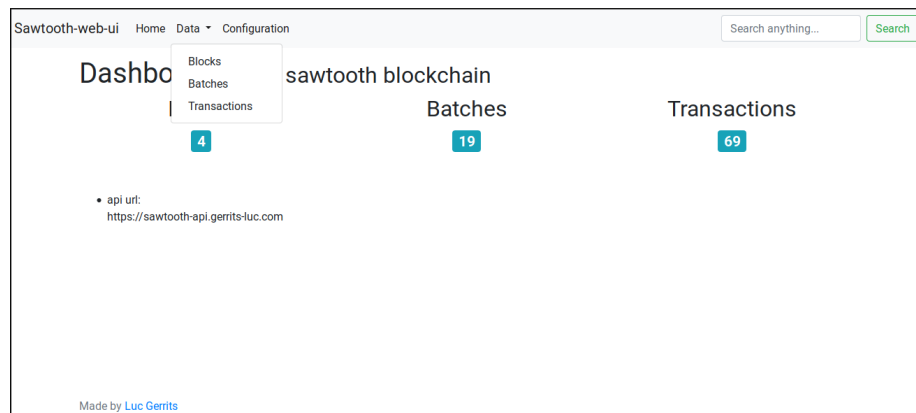 Sawtooth-web-ui Home Data Configuration Search anything... Search
Blocks
Batches
Transactions
Dashbo sawtooth blockchain
Batches Transactions
4 19 69
api url:
https://sawtooth-api.gerrits-luc.com
Made by Luc Gerrits